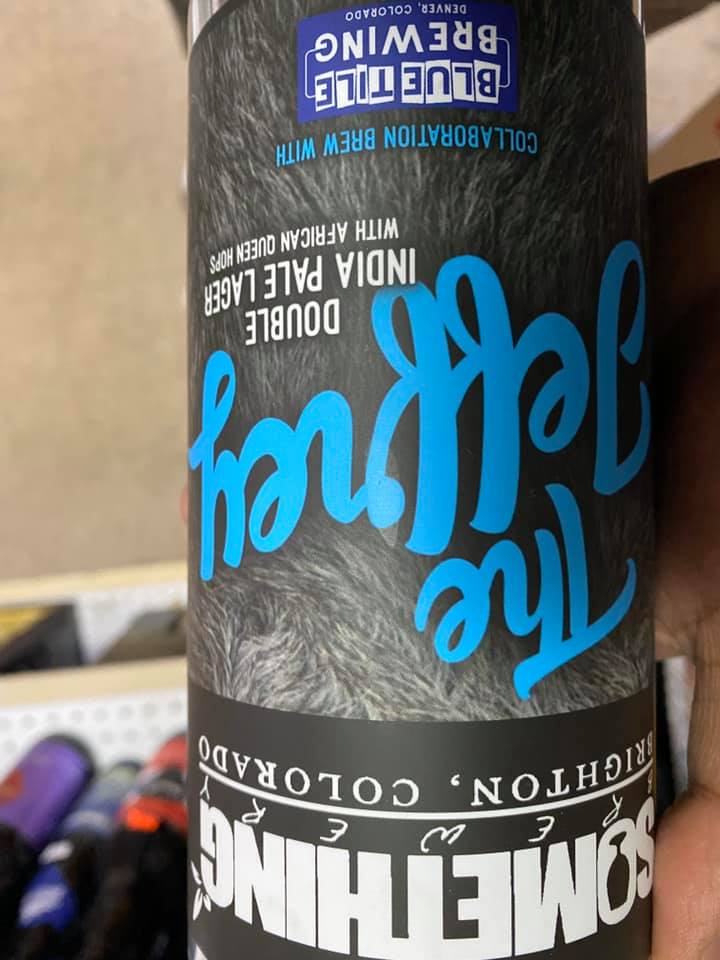 SOMETHING
BREWERY
BRIGHTON, COLORADO
The
Jeffrey
DOUBLE
INDIA PALE LAGER
WITH AFRICAN QUEEN HOPS
COLLABORATION BREW WITH
BLUE TILE
BREWING
DENVER, COLORADO